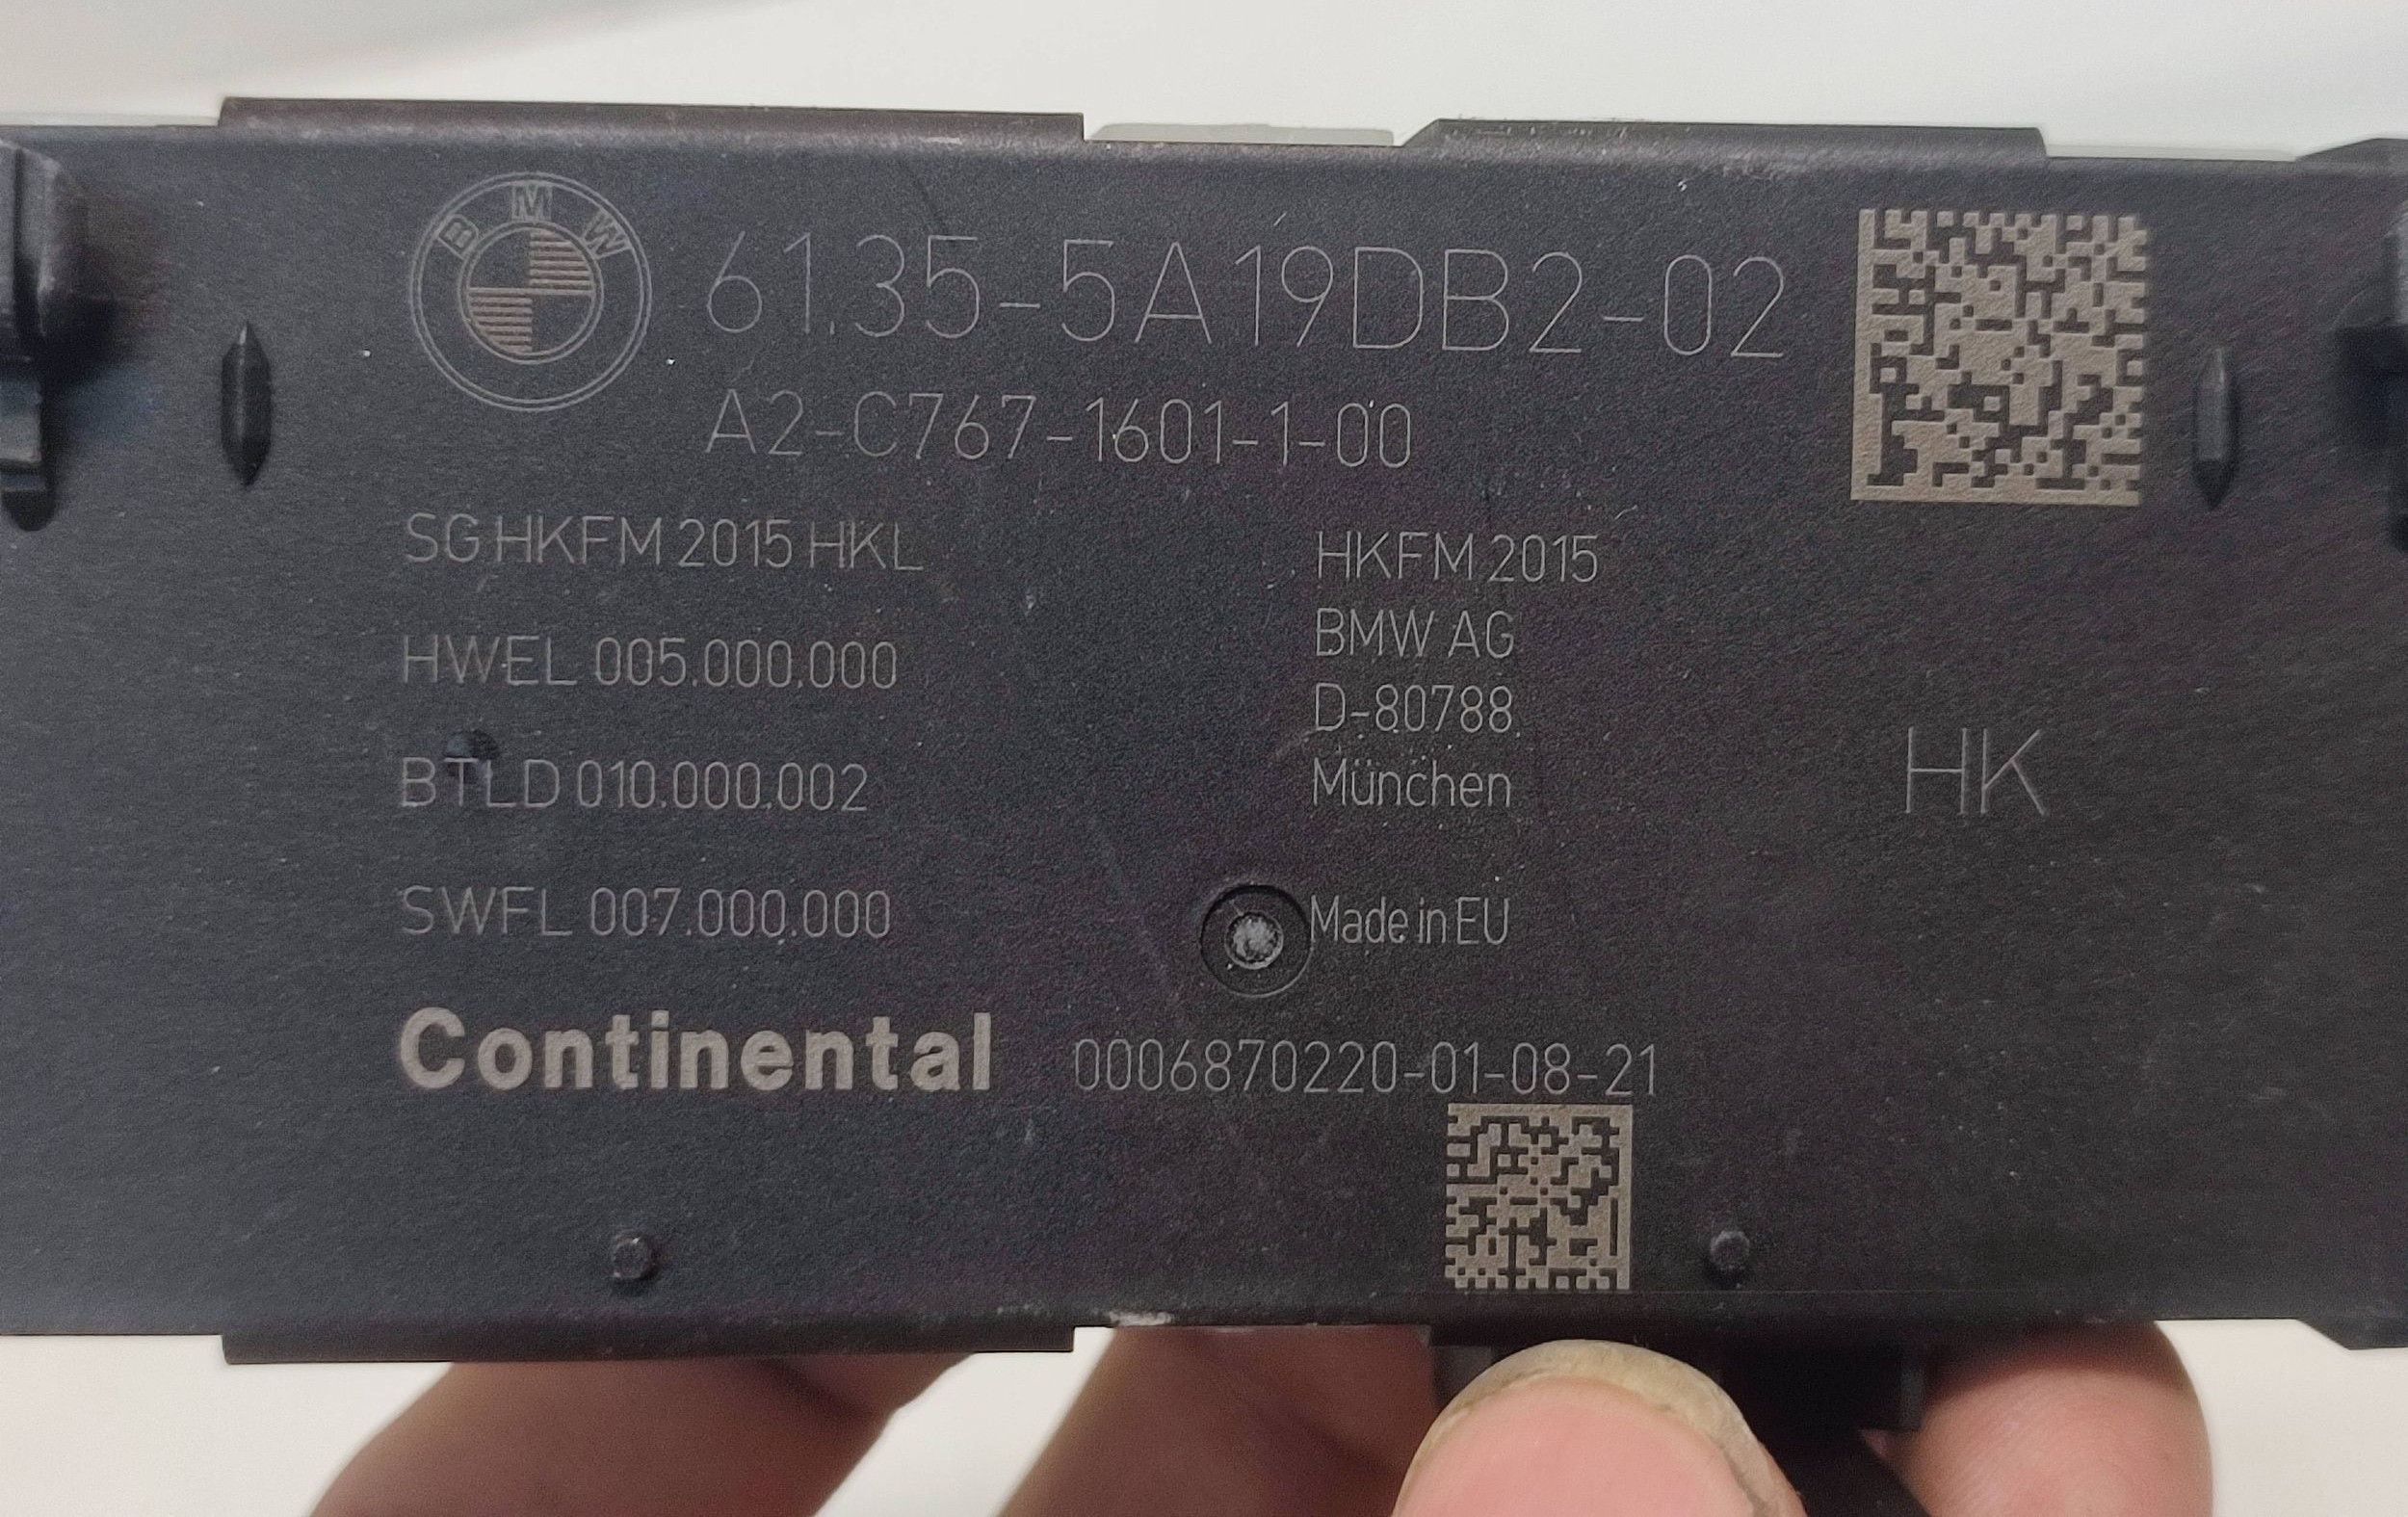 BMW
61.35-5A19DB2-02
A2-C767-1601-1-00
SG HKFM 2015 HKL
HWEL 005.000.000
BTLD 010.000.002
SWFL 007.000.000
HKFM 2015
BMW AG
D-80788
München
Made in EU
HK
Continental
0006870220-01-08-21